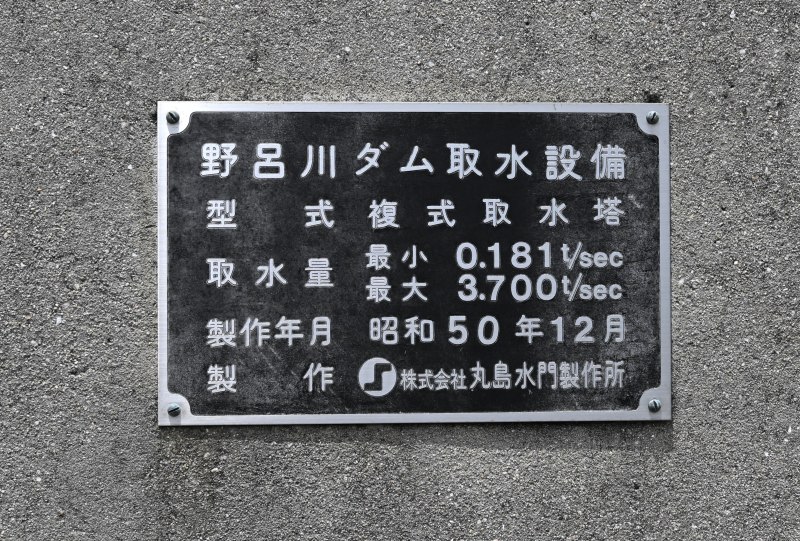 野呂川ダム取水設備
型式 複式取水塔
取水量 最小 0.181 t/sec
最大 3.700 t/sec
製作年月 昭和50年12月
製作 株式会社 丸島水門製作所